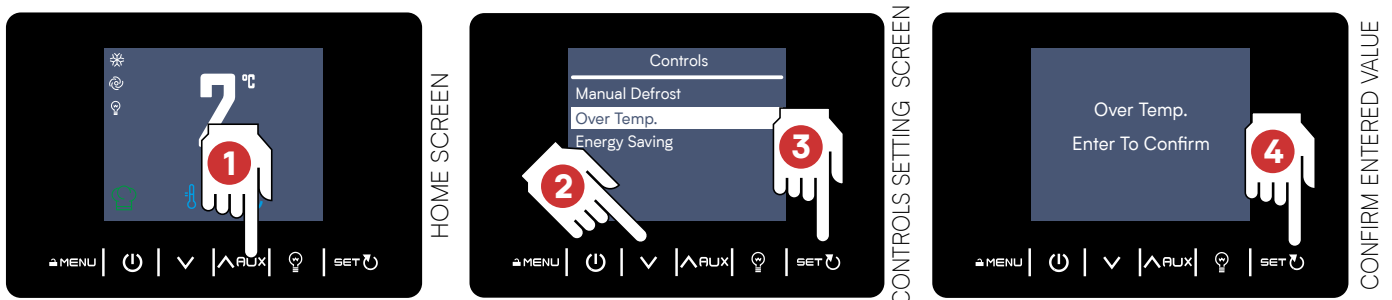 7 °C
1
MENU
AUX
SET
HOME SCREEN
Controls
Manual Defrost
Over Temp.
Energy Saving
2
3
MENU
AUX
SET
CONTROLS SETTING SCREEN
Over Temp.
Enter To Confirm
4
MENU
AUX
SET
CONFIRM ENTERED VALUE